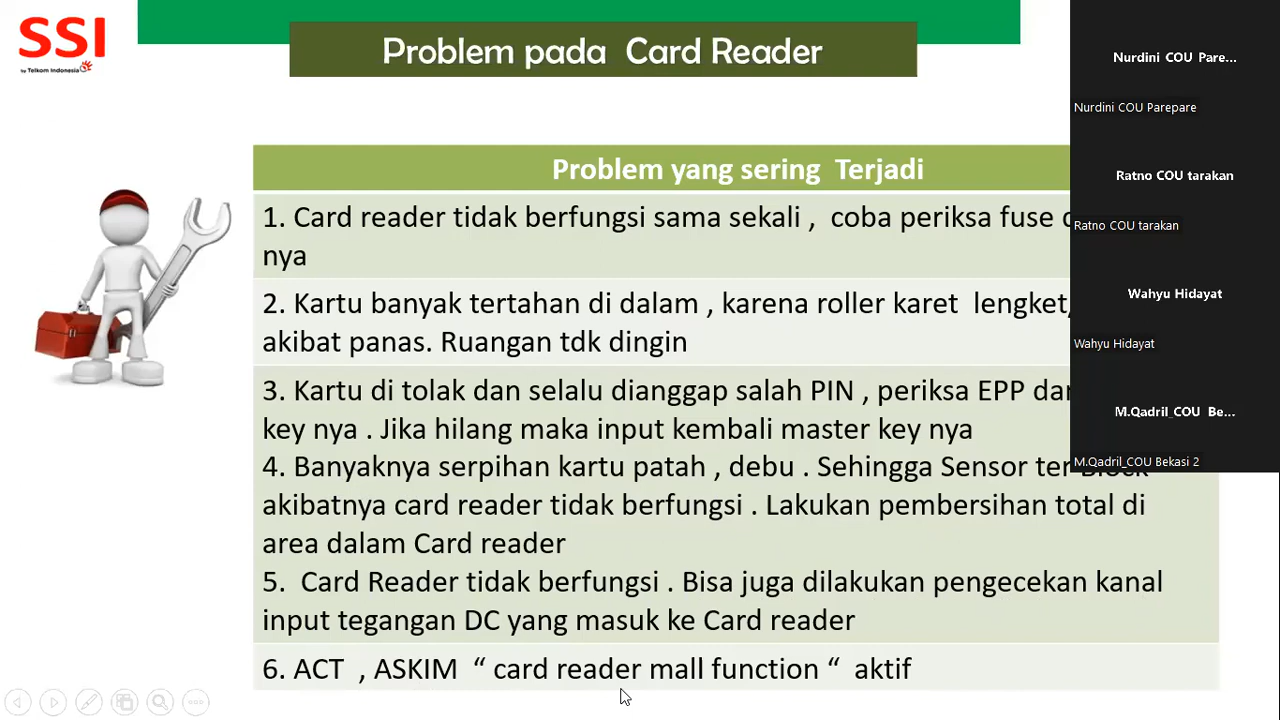 SSI
by Telkom Indonesia
Problem pada Card Reader
Problem yang sering Terjadi
1. Card reader tidak berfungsi sama sekali , coba periksa fuse
nya
2. Kartu banyak tertahan di dalam , karena roller karet lengket,
akibat panas. Ruangan tdk dingin
3. Kartu di tolak dan selalu dianggap salah PIN , periksa EPP
key nya . Jika hilang maka input kembali master key nya
4. Banyaknya serpihan kartu patah , debu . Sehingga Sensor ter Block
akibatnya card reader tidak berfungsi . Lakukan pembersihan total di
area dalam Card reader
5. Card Reader tidak berfungsi . Bisa juga dilakukan pengecekan kanal
input tegangan DC yang masuk ke Card reader
6. ACT , ASKIM “ card reader mall function “ aktif
Nurdini COU Pare...
Nurdini COU Parepare
Ratno COU tarakan
Ratno COU tarakan
Wahyu Hidayat
Wahyu Hidayat
M.Qadril_COU Be...
M.Qadril_COU Bekasi 2